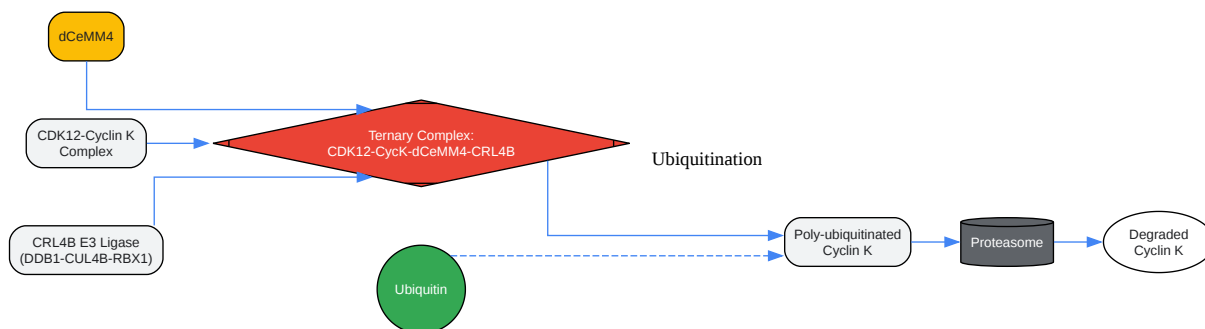 dCeMM4
CDK12-Cyclin K
Complex
CRL4B E3 Ligase
(DDB1-CUL4B-RBX1)
Ternary Complex:
CDK12-CycK-dCeMM4-CRL4B
Ubiquitination
Ubiquitin
Poly-ubiquitinated
Cyclin K
Proteasome
Degraded
Cyclin K